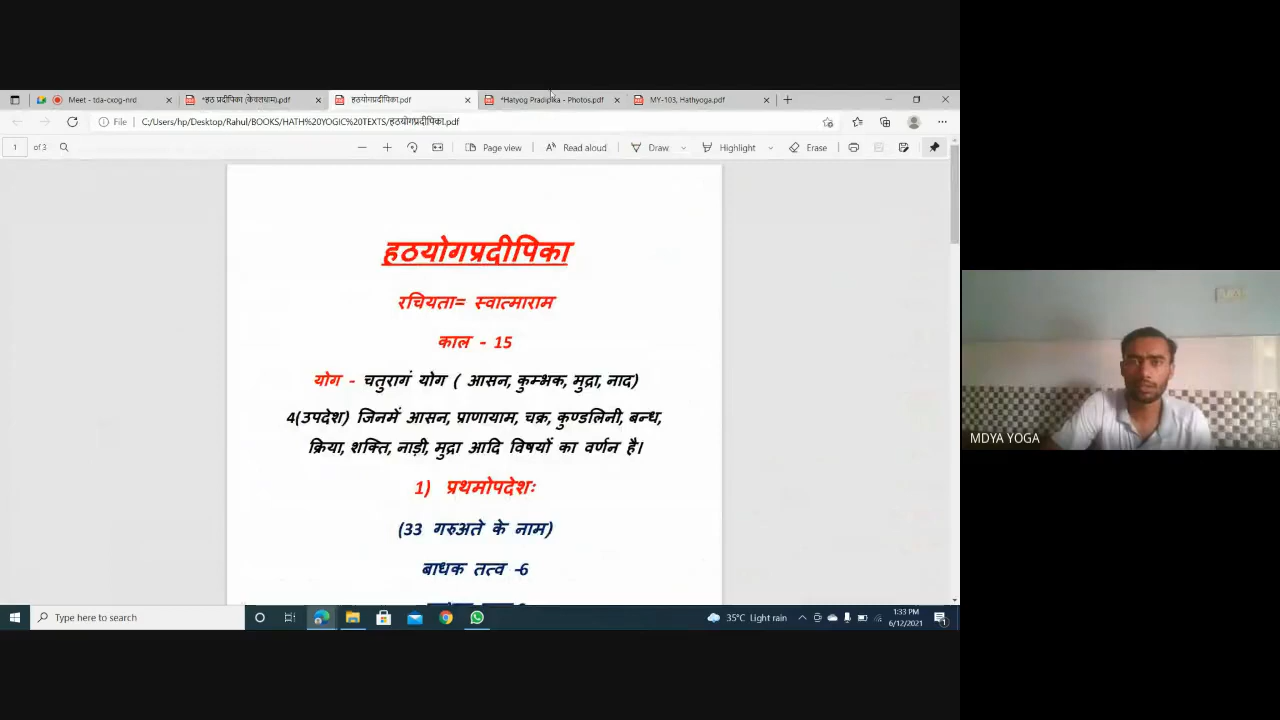 Meet - tda-cxog-nrd
*हठ प्रदीपिका (केवलधाम).pdf
हठयोगप्रदीपिका.pdf
*Hatyog Pradipika - Photos.pdf
MY-103, Hathyoga.pdf
File
C:/Users/hp/Desktop/Rahul/BOOKS/HATH%20YOGIC%20TEXTS/हठयोगप्रदीपिका.pdf
1 of 3
Page view
Read aloud
Draw
Highlight
Erase
हठयोगप्रदीपिका
रचियता= स्वात्माराम
काल - 15
योग - चतुरागं योग ( आसन, कुम्भक, मुद्रा, नाद)
4(उपदेश) जिनमें आसन, प्राणायाम, चक्र, कुण्डलिनी, बन्ध,
क्रिया, शक्ति, नाड़ी, मुद्रा आदि विषयों का वर्णन है।
1) प्रथमोपदेशः
(33 गरुअते के नाम)
बाधक तत्व -6
MDYA YOGA
Type here to search
35°C Light rain
1:33 PM
6/12/2021